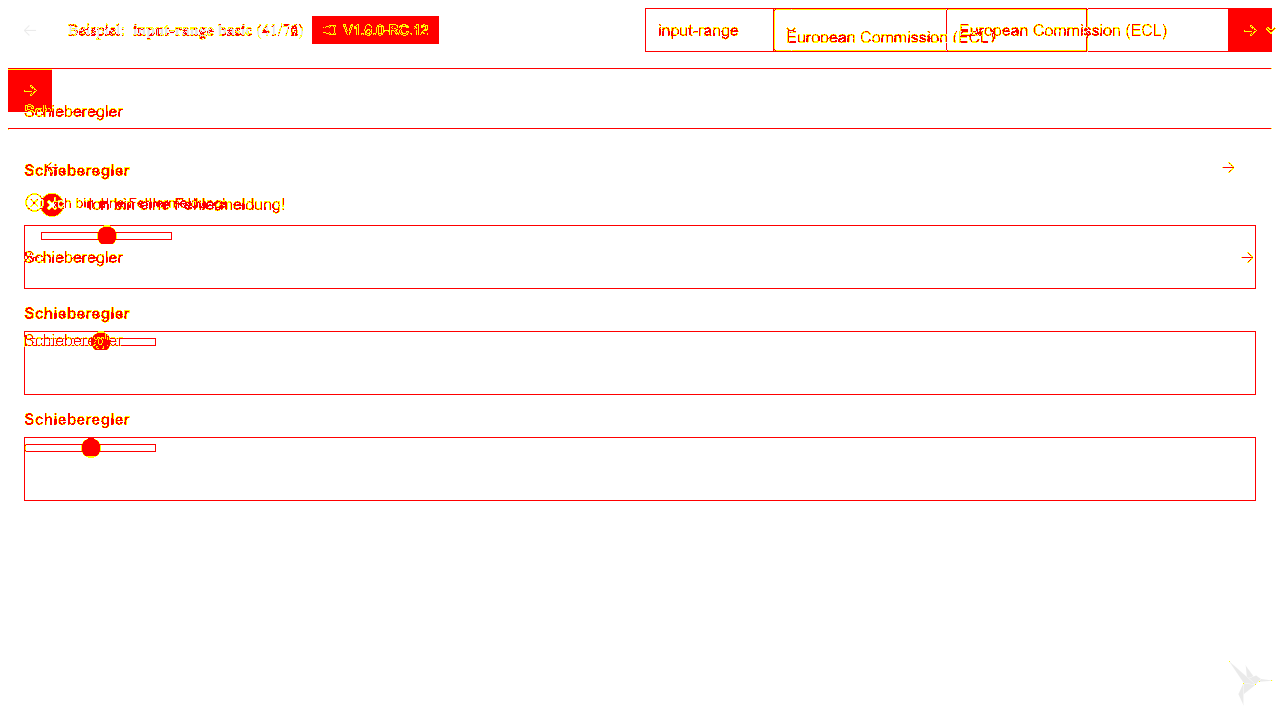 Beispiel: input-range basic (41/76) V1.6.0-RC.12 input-range European Commission (ECL) European Commission (ECL)
Schieberegler
Schieberegler
Ich bin eine Fehlermeldung!
Schieberegler
Schieberegler
Schieberegler
Schieberegler